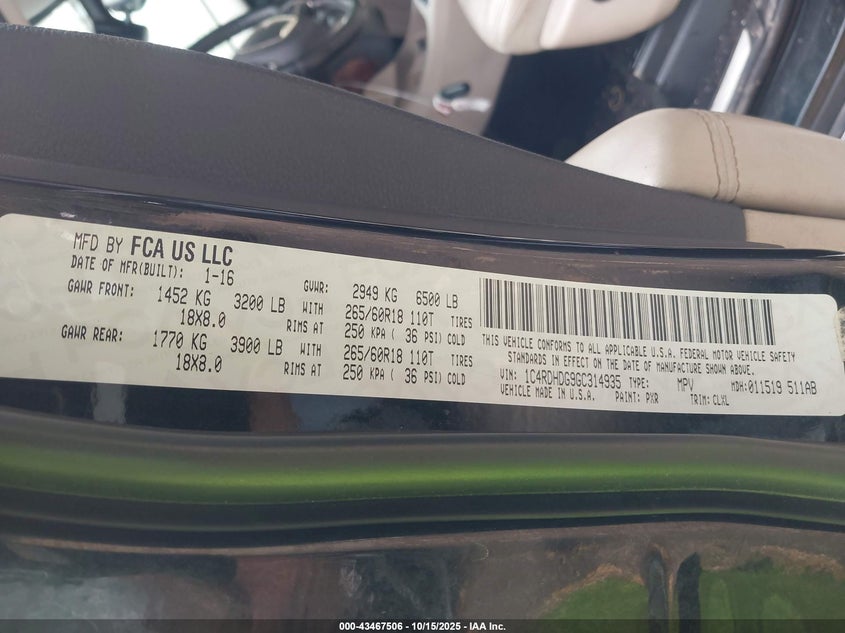 MFD BY FCA US LLC
DATE OF MFR(BUILT): 1-16 GVWR: 2949 KG 6500 LB
GAWR FRONT: 1452 KG 3200 LB WITH 265/60R18 110T TIRES
18X8.0 RIMS AT 250 KPA ( 36 PSI) COLD
GAWR REAR: 1770 KG 3900 LB WITH 265/60R18 110T TIRES
18X8.0 RIMS AT 250 KPA ( 36 PSI) COLD
THIS VEHICLE CONFORMS TO ALL APPLICABLE U.S.A. FEDERAL MOTOR VEHICLE SAFETY
STANDARDS IN EFFECT ON THE DATE OF MANUFACTURE SHOWN ABOVE.
VIN: 1C4RDHDG9GC314935 TYPE: MPV MDH:011519 511AB
VEHICLE MADE IN U.S.A. PAINT: PXR TRIM:CLXL
000-43467506 - 10/15/2025 - IAA Inc.